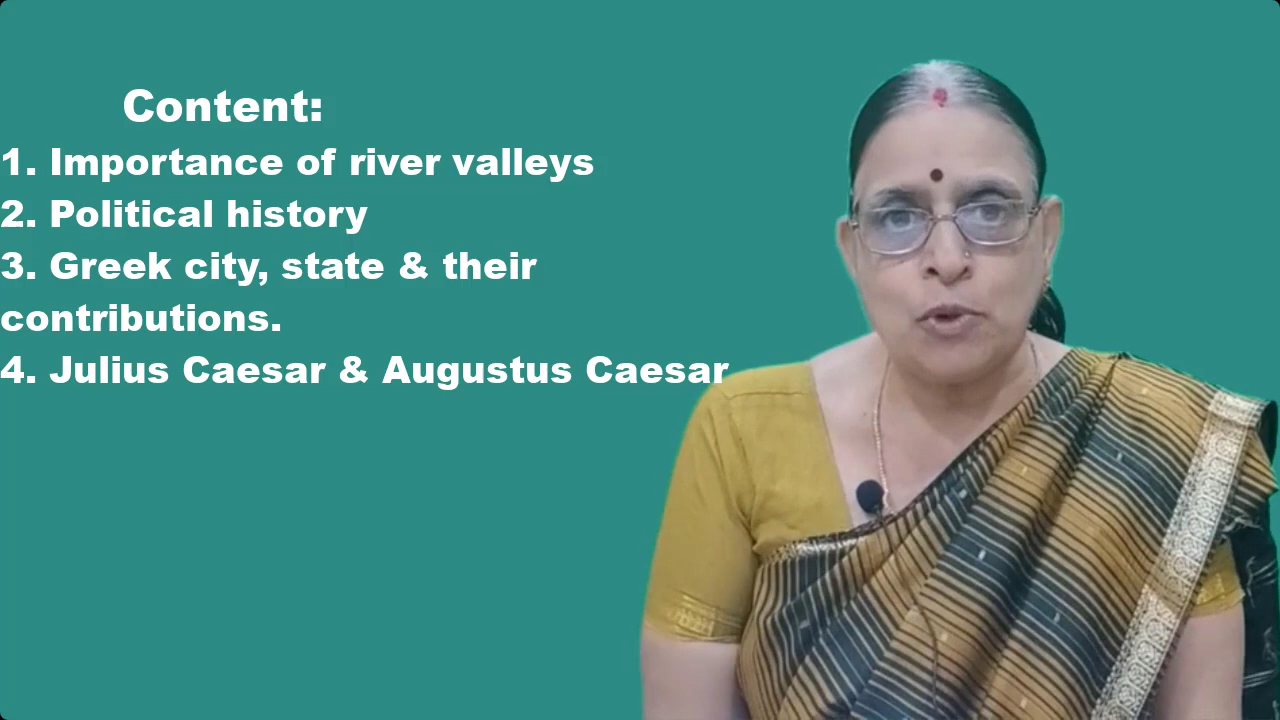 Content:
1. Importance of river valleys
2. Political history
3. Greek city, state & their
contributions.
4. Julius Caesar & Augustus Caesar